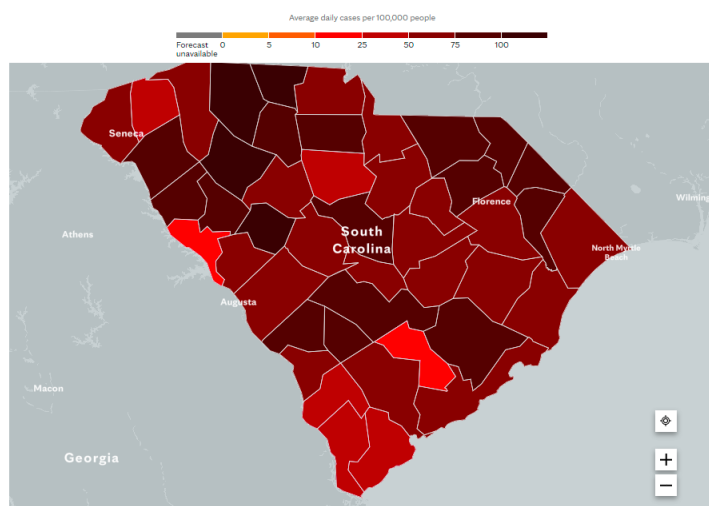 Average daily cases per 100,000 people
Forecast unavailable 0 5 10 25 50 75 100
Seneca
Athens
South
Carolina
Florence
Wilming
North Myrtle
Beach
Augusta
Macon
Georgia